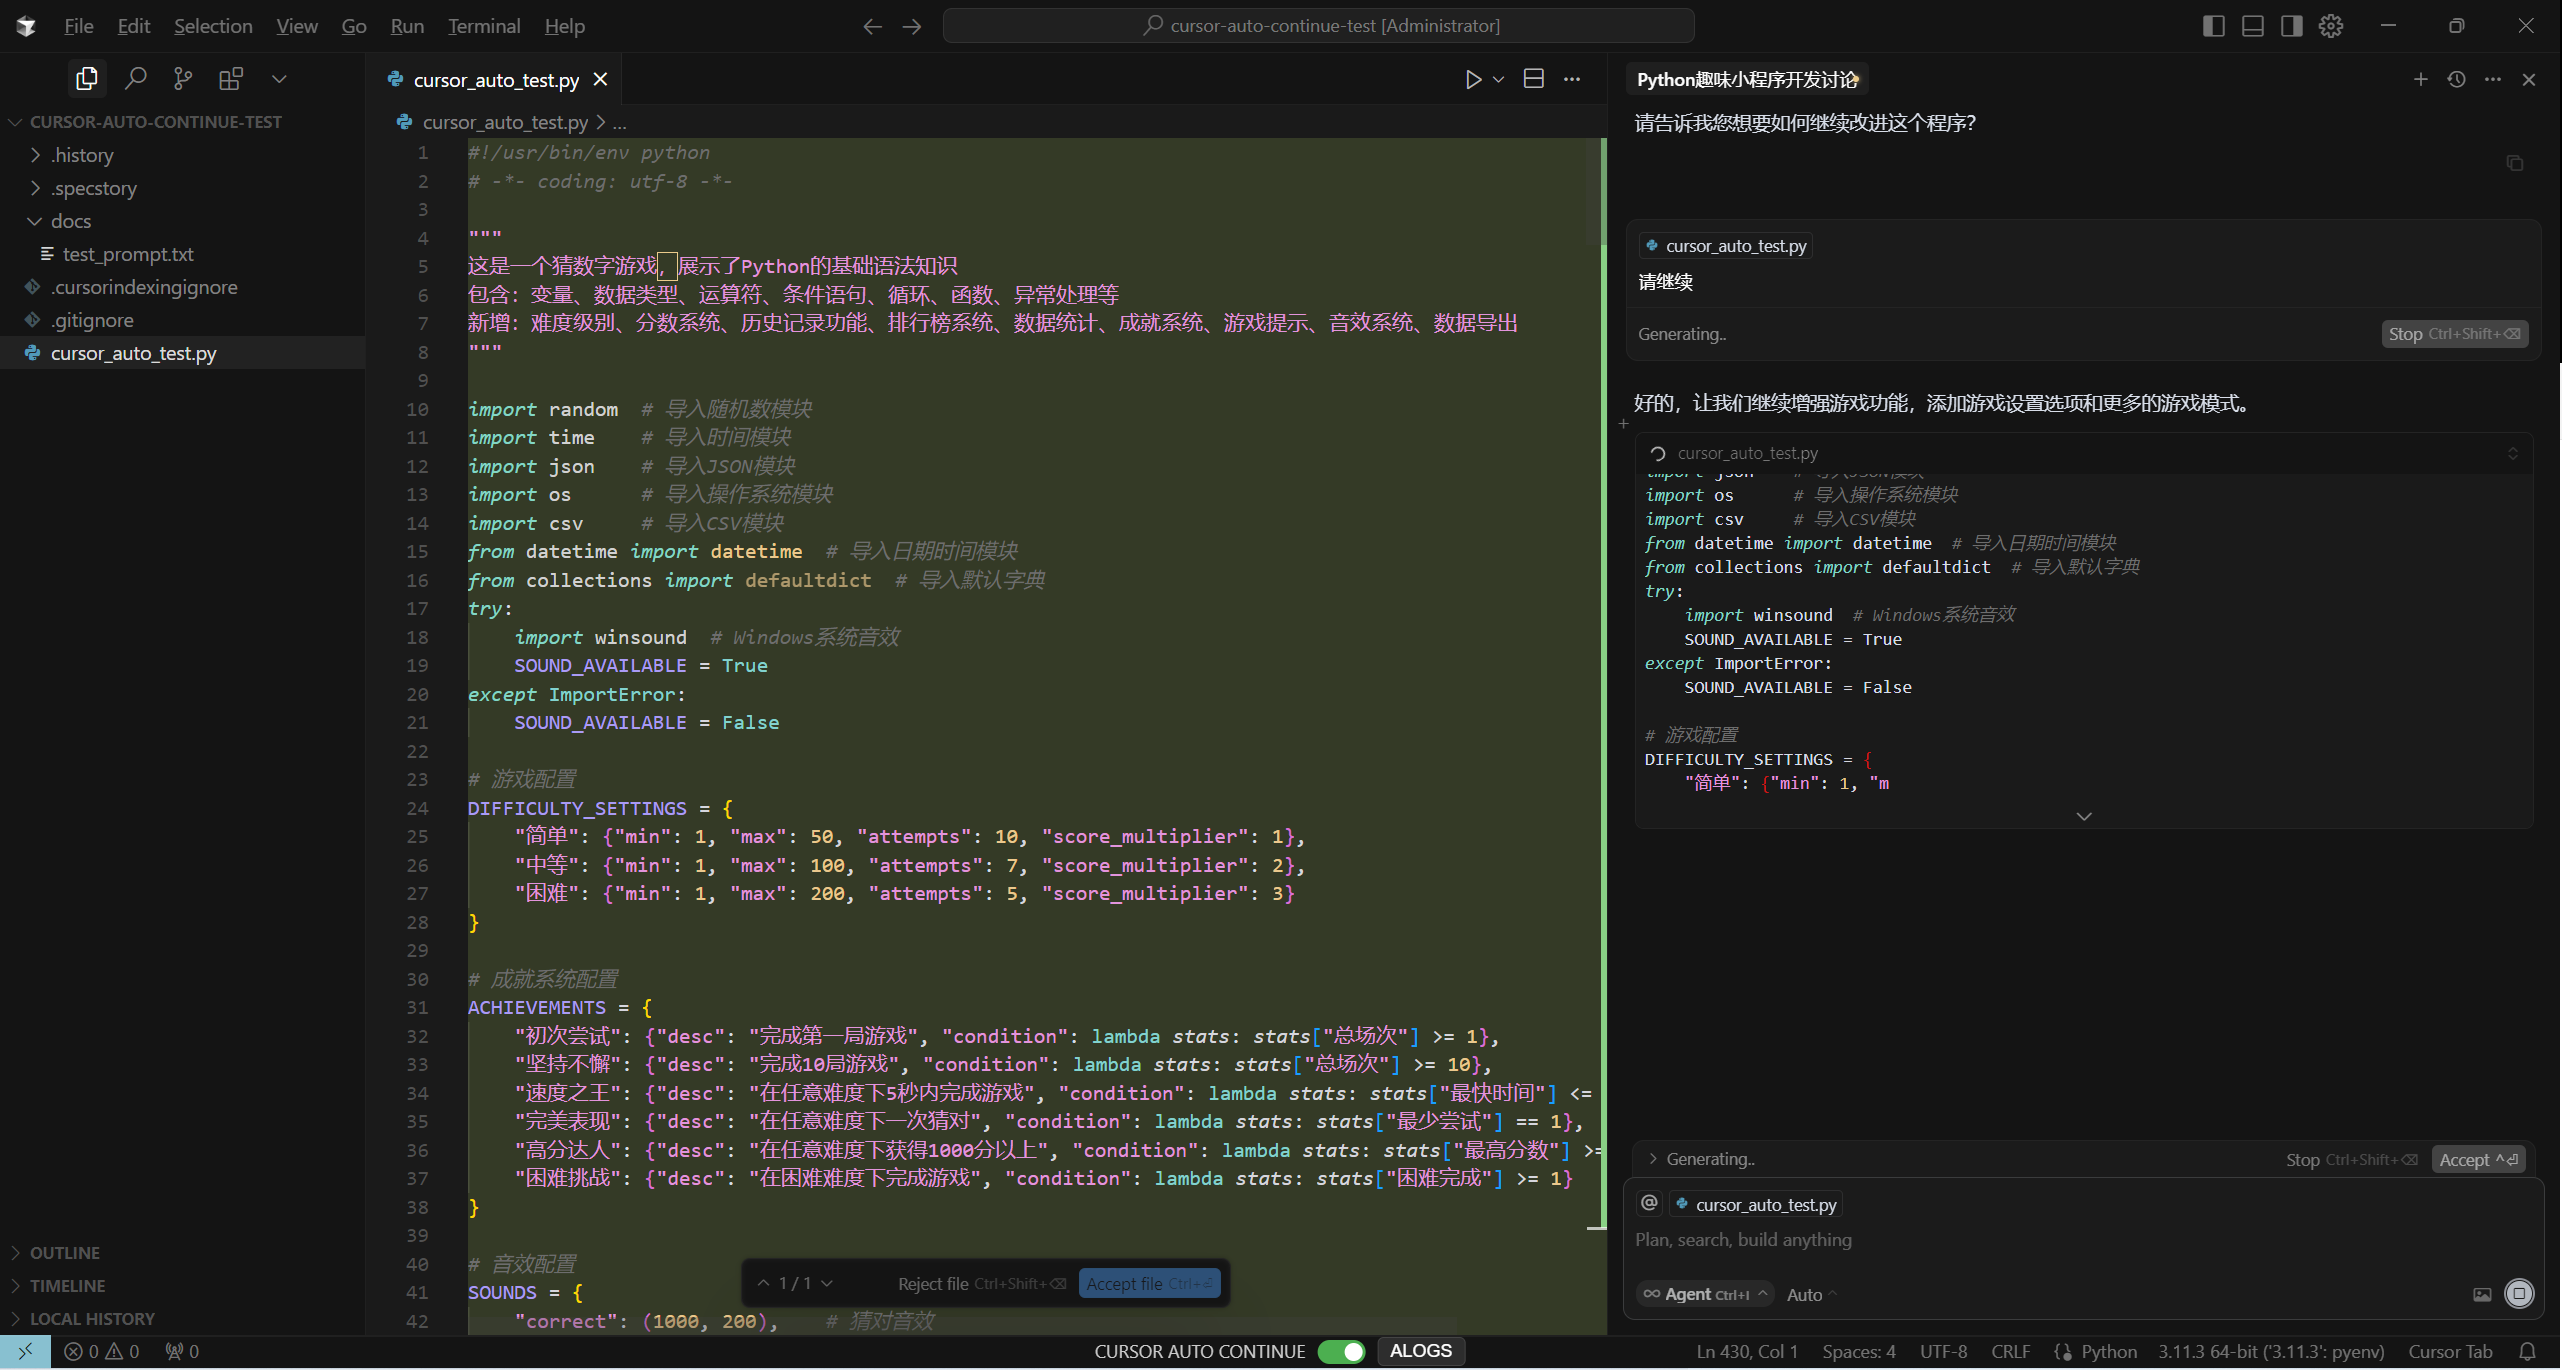 File Edit Selection View Go Run Terminal Help
cursor-auto-continue-test [Administrator]
CURSOR-AUTO-CONTINUE-TEST
.history
.specstory
docs
test_prompt.txt
.cursorindexingignore
.gitignore
cursor_auto_test.py
OUTLINE
TIMELINE
LOCAL HISTORY
cursor_auto_test.py
cursor_auto_test.py > ...
1 #!/usr/bin/env python
2 # -*- coding: utf-8 -*-
3
4 """
5 这是一个猜数字游戏，展示了Python的基础语法知识
6 包含：变量、数据类型、运算符、条件语句、循环、函数、异常处理等
7 新增：难度级别、分数系统、历史记录功能、排行榜系统、数据统计、成就系统、游戏提示、音效系统、数据导出
8 """
9
10 import random  # 导入随机数模块
11 import time    # 导入时间模块
12 import json    # 导入JSON模块
13 import os      # 导入操作系统模块
14 import csv     # 导入CSV模块
15 from datetime import datetime  # 导入日期时间模块
16 from collections import defaultdict  # 导入默认字典
17 try:
18     import winsound  # Windows系统音效
19     SOUND_AVAILABLE = True
20 except ImportError:
21     SOUND_AVAILABLE = False
22
23 # 游戏配置
24 DIFFICULTY_SETTINGS = {
25     "简单": {"min": 1, "max": 50, "attempts": 10, "score_multiplier": 1},
26     "中等": {"min": 1, "max": 100, "attempts": 7, "score_multiplier": 2},
27     "困难": {"min": 1, "max": 200, "attempts": 5, "score_multiplier": 3}
28 }
29
30 # 成就系统配置
31 ACHIEVEMENTS = {
32     "初次尝试": {"desc": "完成第一局游戏", "condition": lambda stats: stats["总场次"] >= 1},
33     "坚持不懈": {"desc": "完成10局游戏", "condition": lambda stats: stats["总场次"] >= 10},
34     "速度之王": {"desc": "在任意难度下5秒内完成游戏", "condition": lambda stats: stats["最快时间"] <=
35     "完美表现": {"desc": "在任意难度下一次猜对", "condition": lambda stats: stats["最少尝试"] == 1},
36     "高分达人": {"desc": "在任意难度下获得1000分以上", "condition": lambda stats: stats["最高分数"] >=
37     "困难挑战": {"desc": "在困难难度下完成游戏", "condition": lambda stats: stats["困难完成"] >= 1}
38 }
39
40 # 音效配置
41 SOUNDS = {
42     "correct": (1000, 200),    # 猜对音效
1 / 1 Reject file Ctrl+Shift+⌫ Accept file Ctrl+⏎
Python趣味小程序开发讨论
请告诉我您想要如何继续改进这个程序？
cursor_auto_test.py
请继续
Generating.. Stop Ctrl+Shift+⌫
好的，让我们继续增强游戏功能，添加游戏设置选项和更多的游戏模式。
cursor_auto_test.py
import json    # 导入JSON模块
import os      # 导入操作系统模块
import csv     # 导入CSV模块
from datetime import datetime  # 导入日期时间模块
from collections import defaultdict  # 导入默认字典
try:
    import winsound  # Windows系统音效
    SOUND_AVAILABLE = True
except ImportError:
    SOUND_AVAILABLE = False
# 游戏配置
DIFFICULTY_SETTINGS = {
    "简单": {"min": 1, "m
Generating.. Stop Ctrl+Shift+⌫ Accept ^⏎
@ cursor_auto_test.py
Plan, search, build anything
∞ Agent Ctrl+I Auto
0 0 0 CURSOR AUTO CONTINUE ALOGS Ln 430, Col 1 Spaces: 4 UTF-8 CRLF Python 3.11.3 64-bit ('3.11.3': pyenv) Cursor Tab